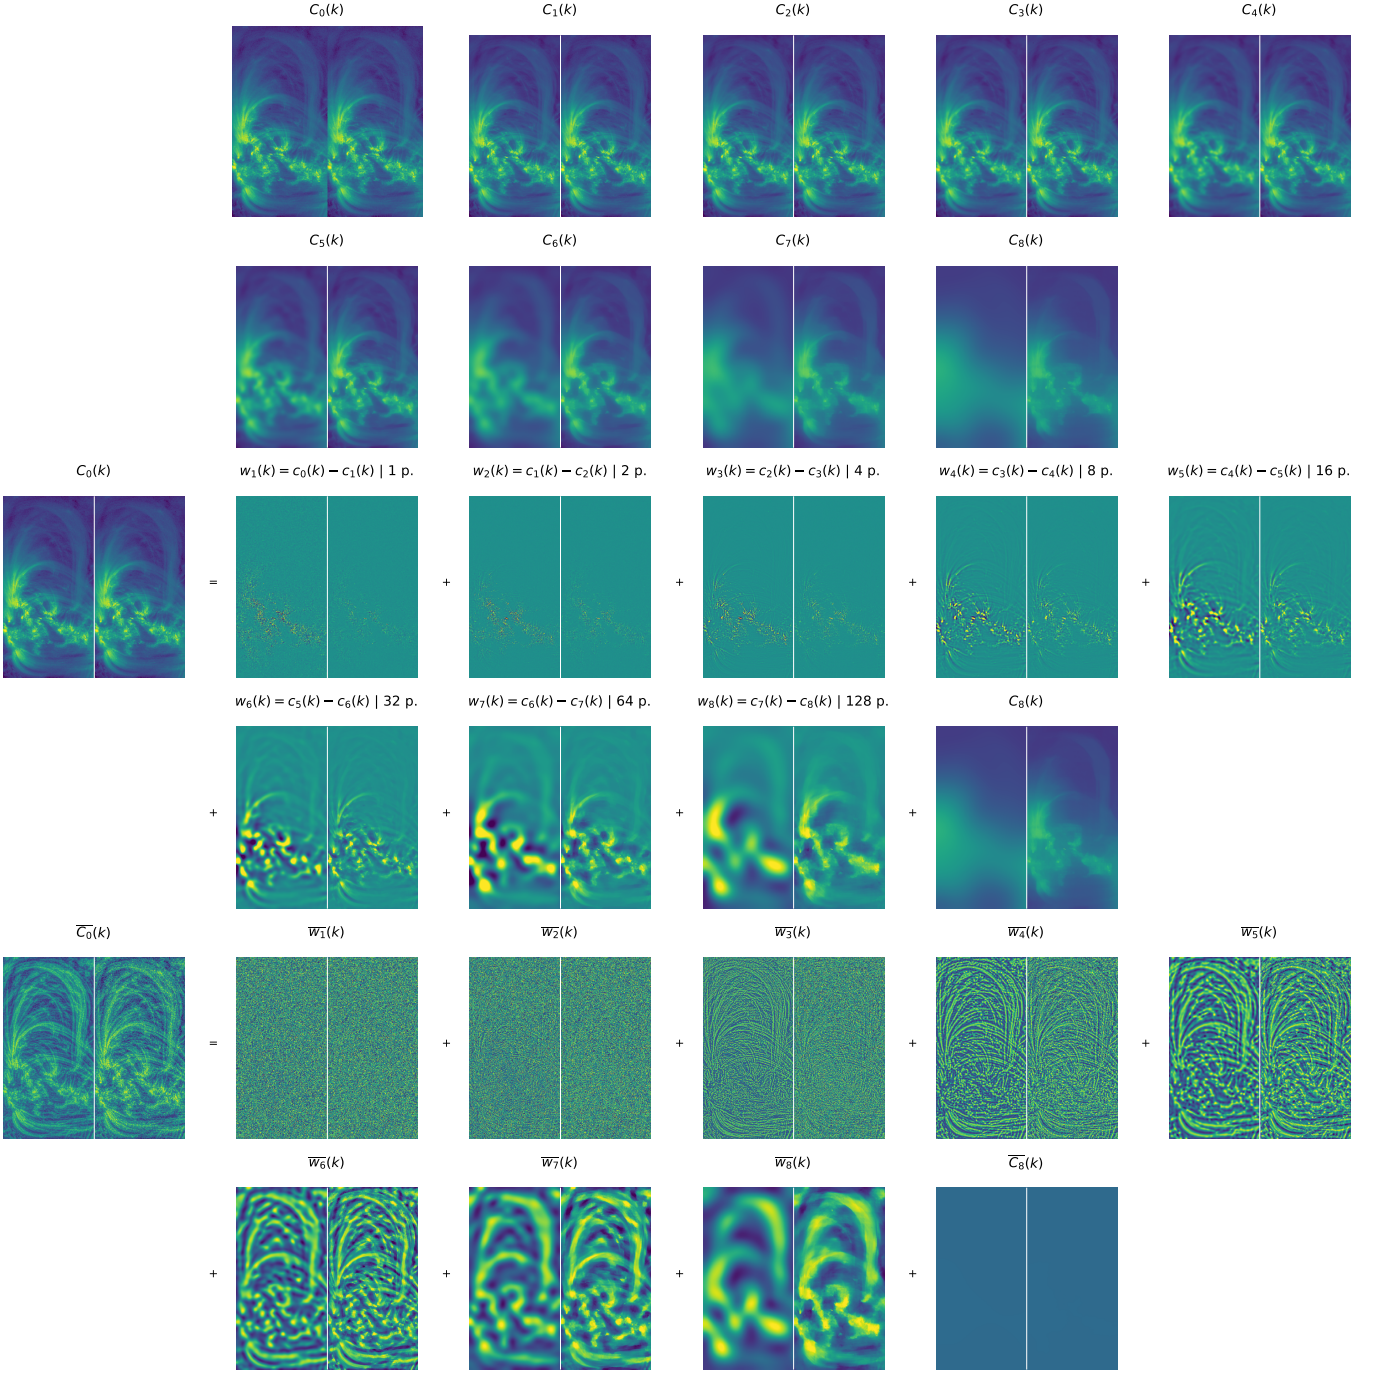 C₀(k) C₁(k) C₂(k) C₃(k) C₄(k)
C₅(k) C₆(k) C₇(k) C₈(k)
C₀(k) w₁(k) = c₀(k) − c₁(k) | 1 p. w₂(k) = c₁(k) − c₂(k) | 2 p. w₃(k) = c₂(k) − c₃(k) | 4 p. w₄(k) = c₃(k) − c₄(k) | 8 p. w₅(k) = c₄(k) − c₅(k) | 16 p.
= + + + +
w₆(k) = c₅(k) − c₆(k) | 32 p. w₇(k) = c₆(k) − c₇(k) | 64 p. w₈(k) = c₇(k) − c₈(k) | 128 p. C₈(k)
+ + + +
C̅₀(k) w̅₁(k) w̅₂(k) w̅₃(k) w̅₄(k) w̅₅(k)
= + + + +
w̅₆(k) w̅₇(k) w̅₈(k) C̅₈(k)
+ + + +